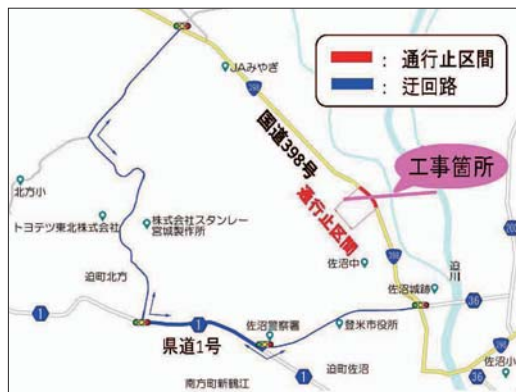 JAみやぎ
398
：通行止区間
：迂回路
国道398号
工事箇所
通行止区間
北方小
トヨテツ東北株式会社
株式会社スタンレー
宮城製作所
佐沼中
398
迫川
佐沼城跡
迫町北方
36
1
1
佐沼警察署
登米市役所
県道1号
迫町佐沼
佐沼小
36
1
南方町新鶴江